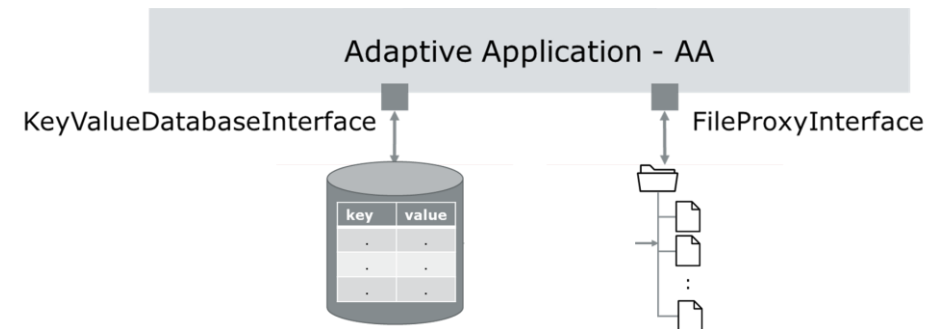 Adaptive Application - AA
KeyValueDatabaseInterface
FileProxyInterface
key value
. .
. .
. .
: